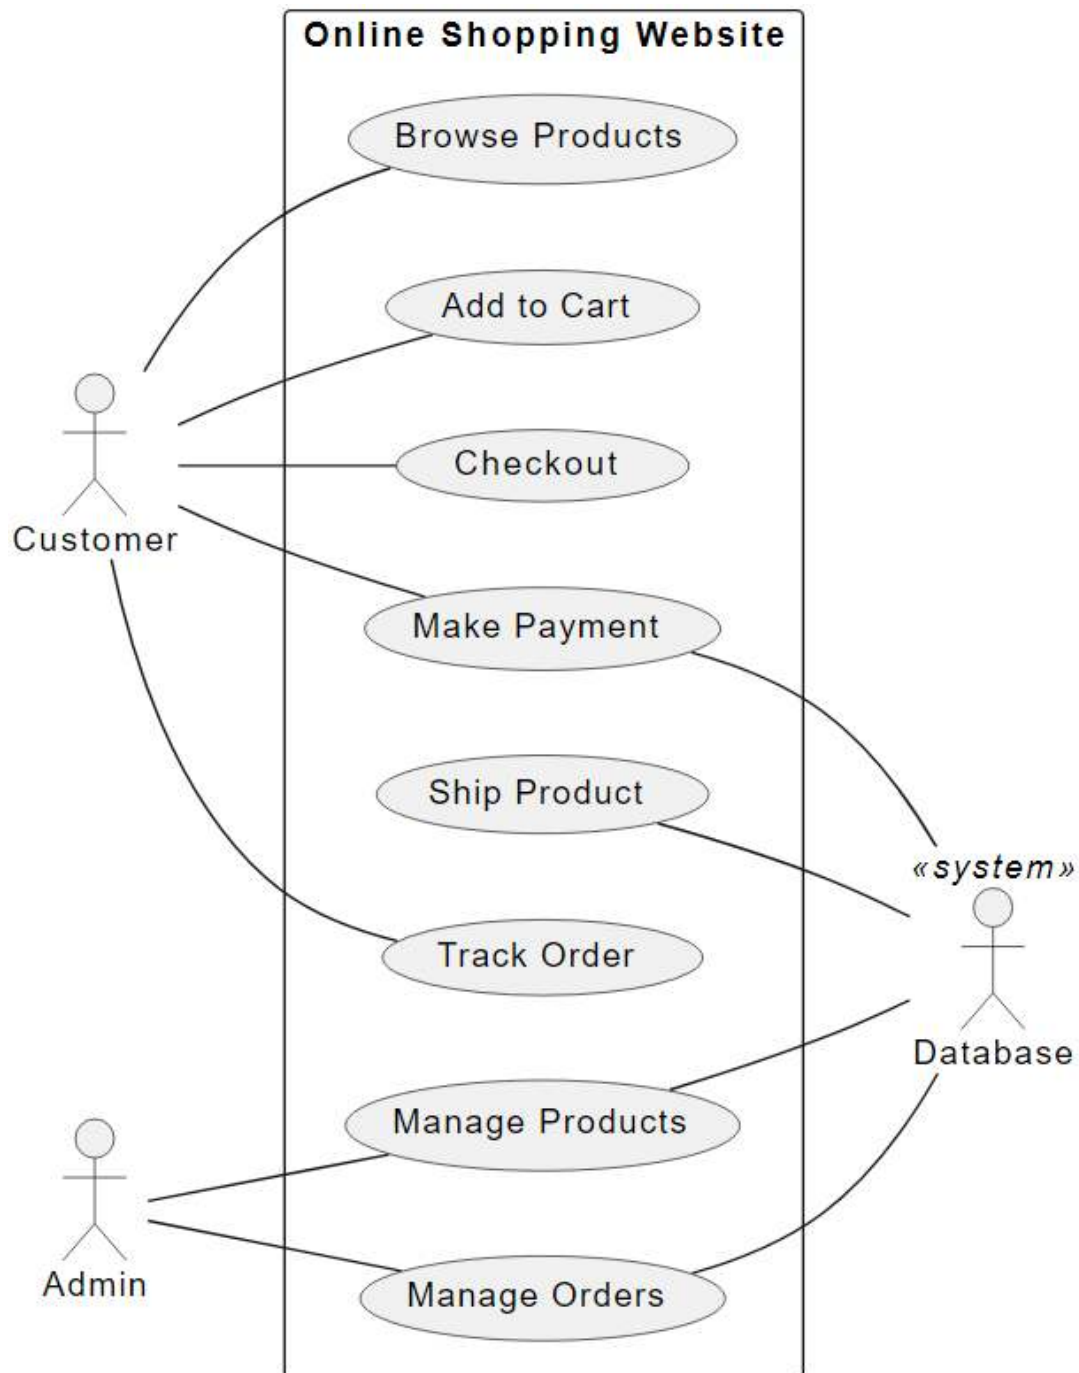 Online Shopping Website
Browse Products
Add to Cart
Checkout
Customer
Make Payment
Ship Product
«system»
Track Order
Database
Manage Products
Admin
Manage Orders